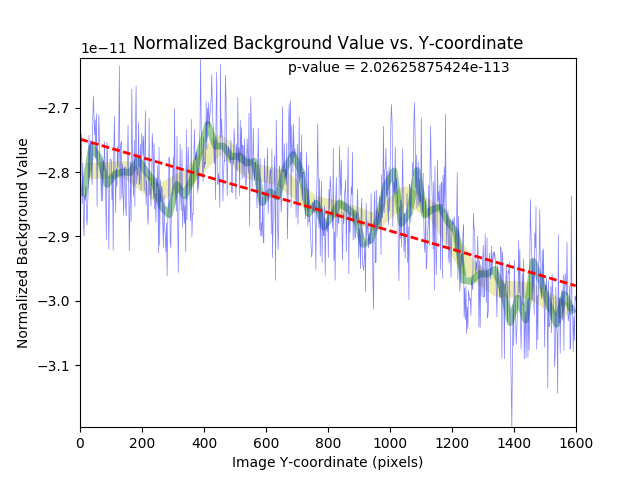 1e−11
Normalized Background Value vs. Y-coordinate
p-value = 2.02625875424e-113
−2.7
−2.8
−2.9
−3.0
−3.1
Normalized Background Value
0 200 400 600 800 1000 1200 1400 1600
Image Y-coordinate (pixels)